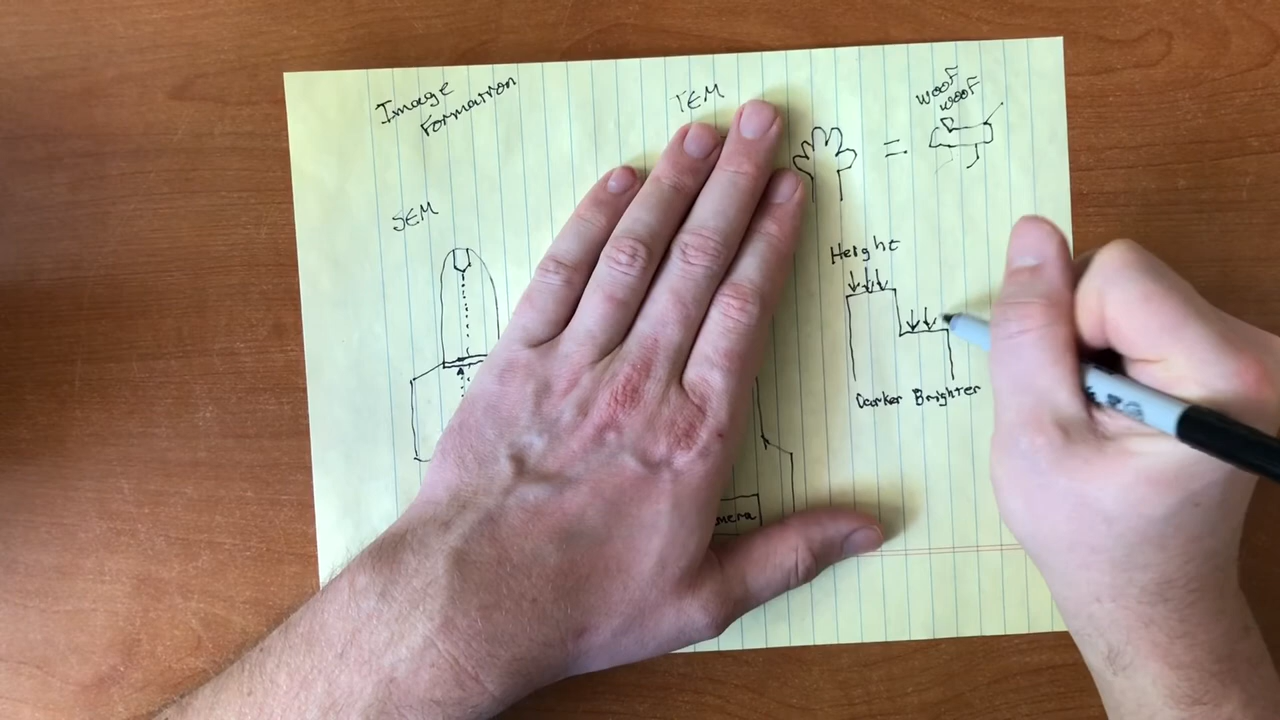 Image
Formation
TEM
woof
woof
SEM
Height
Darker Brighter